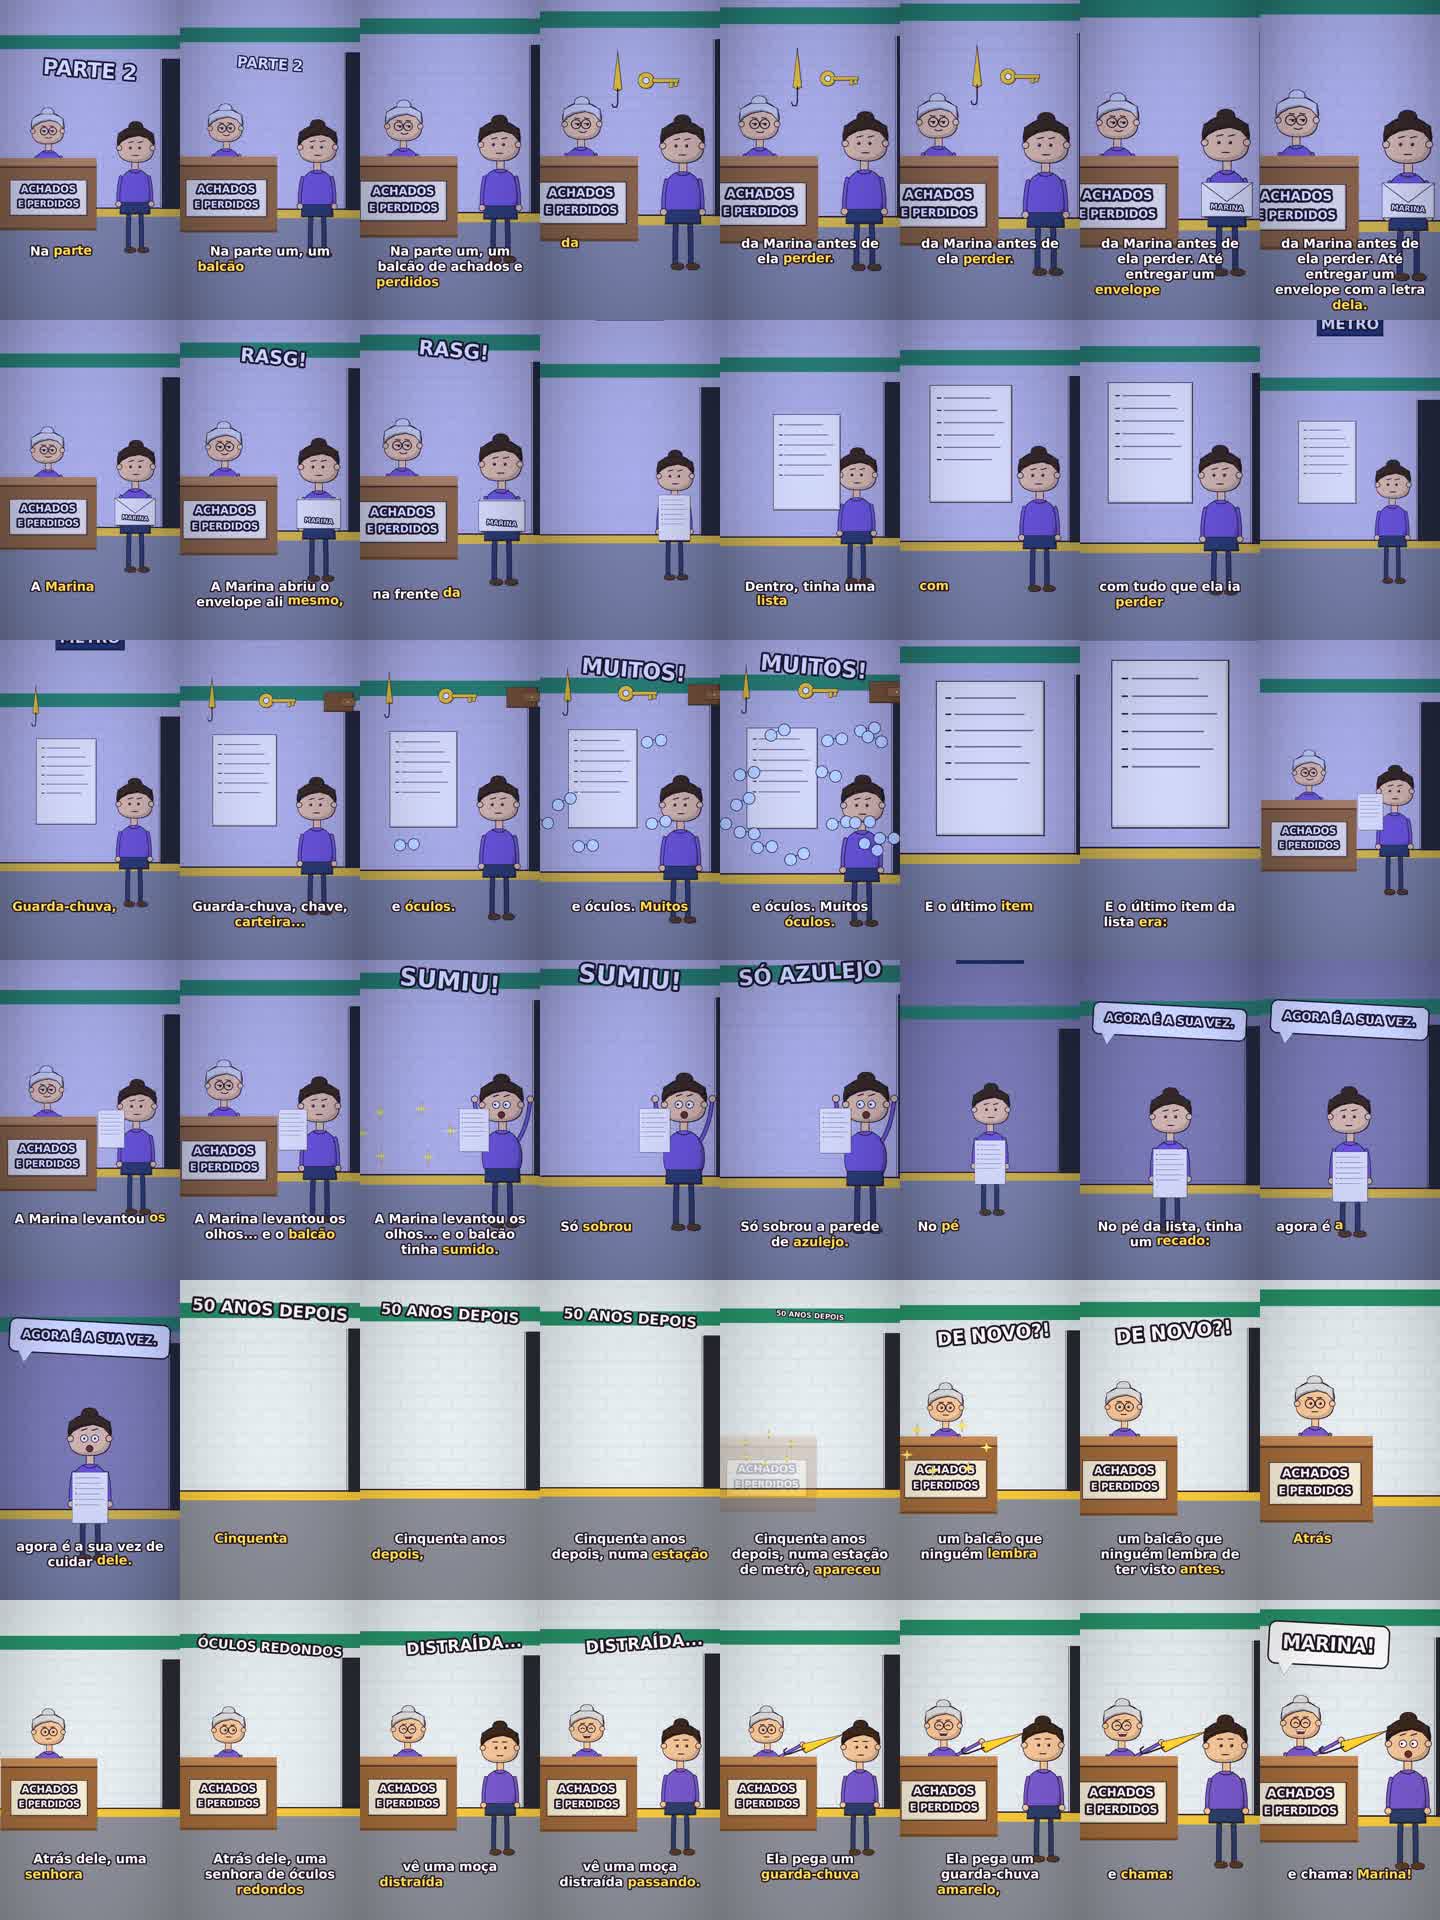 PARTE 2
ACHADOS
E PERDIDOS
Na parte
PARTE 2
ACHADOS
E PERDIDOS
Na parte um, um
balcão
ACHADOS
E PERDIDOS
Na parte um, um
balcão de achados e
perdidos
ACHADOS
E PERDIDOS
da
ACHADOS
E PERDIDOS
da Marina antes de
ela perder.
ACHADOS
E PERDIDOS
da Marina antes de
ela perder.
ACHADOS
E PERDIDOS
MARINA
da Marina antes de
ela perder. Até
entregar um
envelope
ACHADOS
E PERDIDOS
MARINA
da Marina antes de
ela perder. Até
entregar um
envelope com a letra
dela.
ACHADOS
E PERDIDOS
MARINA
A Marina
RASG!
ACHADOS
E PERDIDOS
MARINA
A Marina abriu o
envelope ali mesmo,
RASG!
ACHADOS
E PERDIDOS
MARINA
na frente da
Dentro, tinha uma
lista
com
com tudo que ela ia
perder
METRÔ
METRÔ
Guarda-chuva,
Guarda-chuva, chave,
carteira...
e óculos.
MUITOS!
e óculos. Muitos
MUITOS!
e óculos. Muitos
óculos.
E o último item
E o último item da
lista era:
ACHADOS
E PERDIDOS
ACHADOS
E PERDIDOS
A Marina levantou os
ACHADOS
E PERDIDOS
A Marina levantou os
olhos... e o balcão
SUMIU!
A Marina levantou os
olhos... e o balcão
tinha sumido.
SUMIU!
Só sobrou
SÓ AZULEJO
Só sobrou a parede
de azulejo.
No pé
AGORA É A SUA VEZ.
No pé da lista, tinha
um recado:
AGORA É A SUA VEZ.
agora é a
AGORA É A SUA VEZ.
agora é a sua vez de
cuidar dele.
50 ANOS DEPOIS
Cinquenta
50 ANOS DEPOIS
Cinquenta anos
depois,
50 ANOS DEPOIS
Cinquenta anos
depois, numa estação
50 ANOS DEPOIS
ACHADOS
E PERDIDOS
Cinquenta anos
depois, numa estação
de metrô, apareceu
DE NOVO?!
ACHADOS
E PERDIDOS
um balcão que
ninguém lembra
DE NOVO?!
ACHADOS
E PERDIDOS
um balcão que
ninguém lembra de
ter visto antes.
ACHADOS
E PERDIDOS
Atrás
ACHADOS
E PERDIDOS
Atrás dele, uma
senhora
ÓCULOS REDONDOS
ACHADOS
E PERDIDOS
Atrás dele, uma
senhora de óculos
redondos
DISTRAÍDA...
ACHADOS
E PERDIDOS
vê uma moça
distraída
DISTRAÍDA...
ACHADOS
E PERDIDOS
vê uma moça
distraída passando.
ACHADOS
E PERDIDOS
Ela pega um
guarda-chuva
ACHADOS
E PERDIDOS
Ela pega um
guarda-chuva
amarelo,
ACHADOS
E PERDIDOS
e chama:
MARINA!
ACHADOS
E PERDIDOS
e chama: Marina!